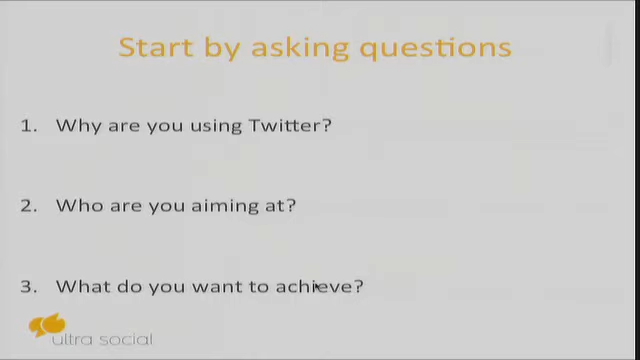 Start by asking questions
1. Why are you using Twitter?
2. Who are you aiming at?
3. What do you want to achieve?
ultra social